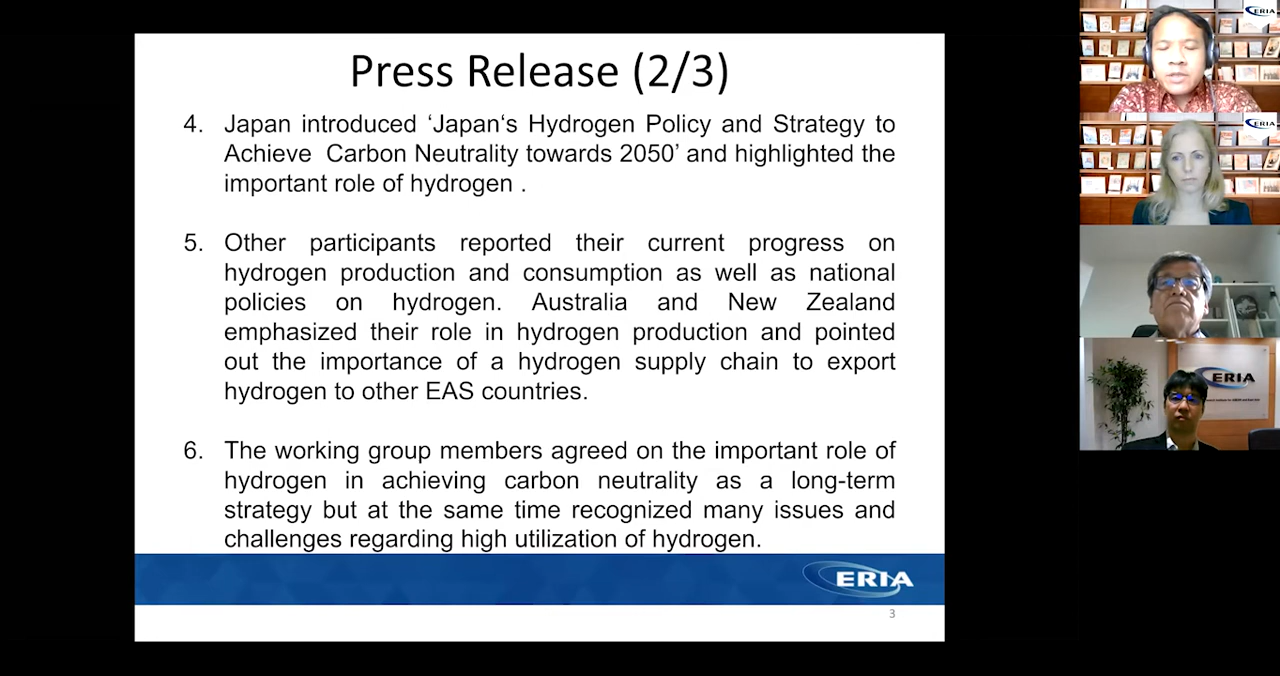 Press Release (2/3)
4. Japan introduced ‘Japan‘s Hydrogen Policy and Strategy to
Achieve Carbon Neutrality towards 2050’ and highlighted the
important role of hydrogen .
5. Other participants reported their current progress on
hydrogen production and consumption as well as national
policies on hydrogen. Australia and New Zealand
emphasized their role in hydrogen production and pointed
out the importance of a hydrogen supply chain to export
hydrogen to other EAS countries.
6. The working group members agreed on the important role of
hydrogen in achieving carbon neutrality as a long-term
strategy but at the same time recognized many issues and
challenges regarding high utilization of hydrogen.
ERIA
3
ERIA
ERIA
ERIA